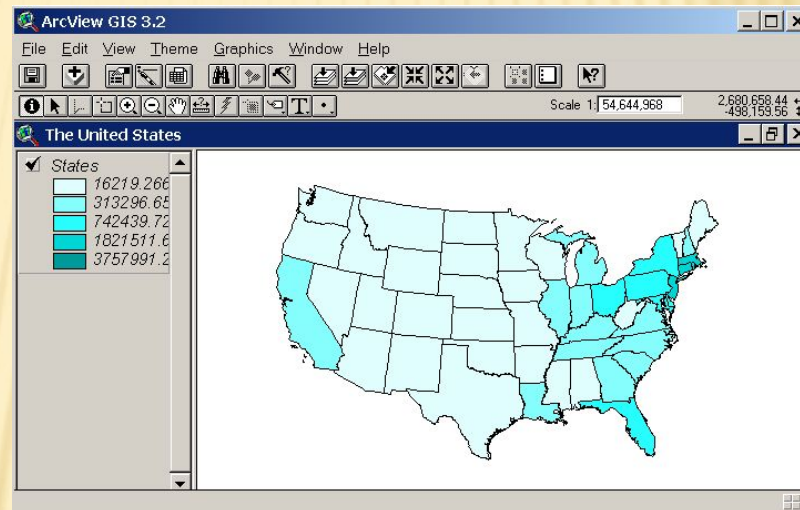 ArcView GIS 3.2
File Edit View Theme Graphics Window Help
Scale 1: 54,644,968
2,680,658.44
-498,159.56
The United States
States
16219.266
313296.65
742439.72
1821511.6
3757991.2